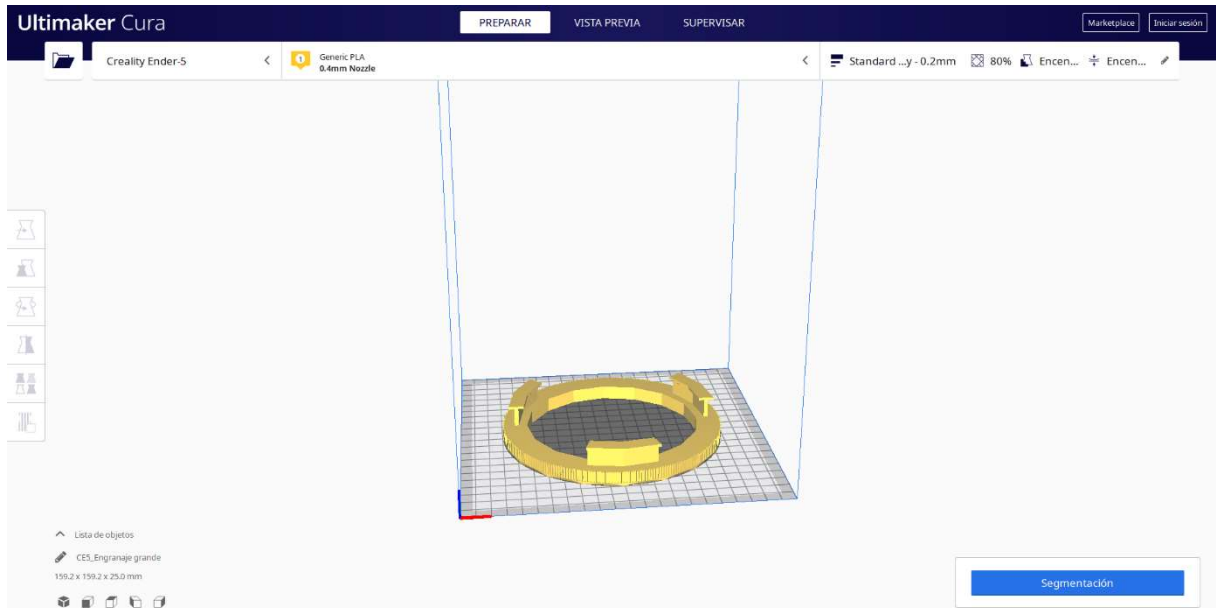 Ultimaker Cura
PREPARAR
VISTA PREVIA
SUPERVISAR
Marketplace
Iniciar sesión
Creality Ender-5
1
Generic PLA
0.4mm Nozzle
Standard ...y - 0.2mm
80%
Encen...
Encen...
Lista de objetos
CE5_Engranaje grande
159.2 x 159.2 x 25.0 mm
Segmentación